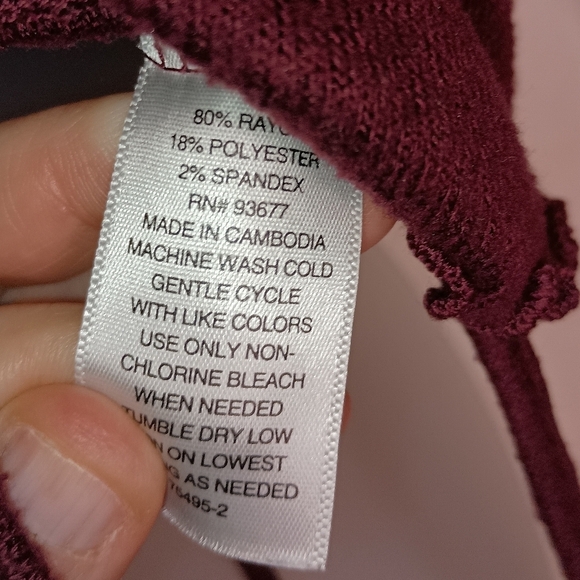 80%
18% POLYESTER
2% SPANDEX
RN# 93677
MADE IN CAMBODIA
MACHINE WASH COLD
GENTLE CYCLE
WITH LIKE COLORS
USE ONLY NON-
CHLORINE BLEACH
WHEN NEEDED
TUMBLE DRY LOW
ON LOWEST
AS NEEDED